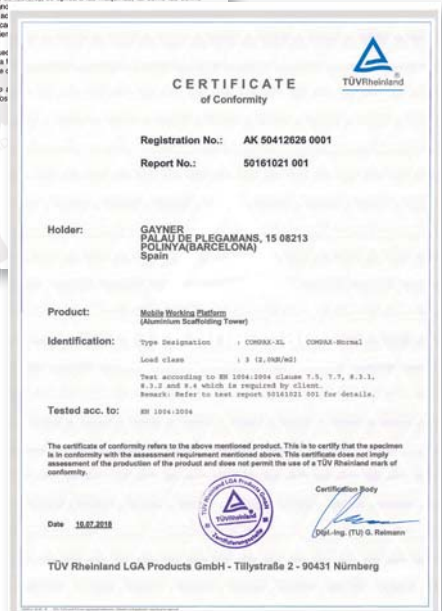 CERTIFICATE
of Conformity
TÜVRheinland
®
Registration No.: AK 50412626 0001
Report No.: 50161021 001
Holder: GAYNER
PALAU DE PLEGAMANS, 15 08213
POLINYA(BARCELONA)
Spain
Product: Mobile Working Platform
(Aluminium Scaffolding Tower)
Identification: Type Designation : COMPAX-XL COMPAX-Normal
Load class : 3 (2,0kN/m2)
Test according to EN 1004:2004 clause 7.5, 7.7, 8.3.1,
8.3.2 and 8.4 which is required by client.
Remark: Refer to test report 50161021 001 for details.
Tested acc. to: EN 1004:2004
The certificate of conformity refers to the above mentioned product. This is to certify that the specimen
is in conformity with the assessment requirement mentioned above. This certificate does not imply
assessment of the production of the product and does not permit the use of a TÜV Rheinland mark of
conformity.
Certification Body
TÜV Rheinland LGA Products GmbH
TÜVRheinland
Zertifizierungsstelle
Date 10.07.2018
Dipl.-Ing. (TU) G. Reimann
TÜV Rheinland LGA Products GmbH - Tillystraße 2 - 90431 Nürnberg